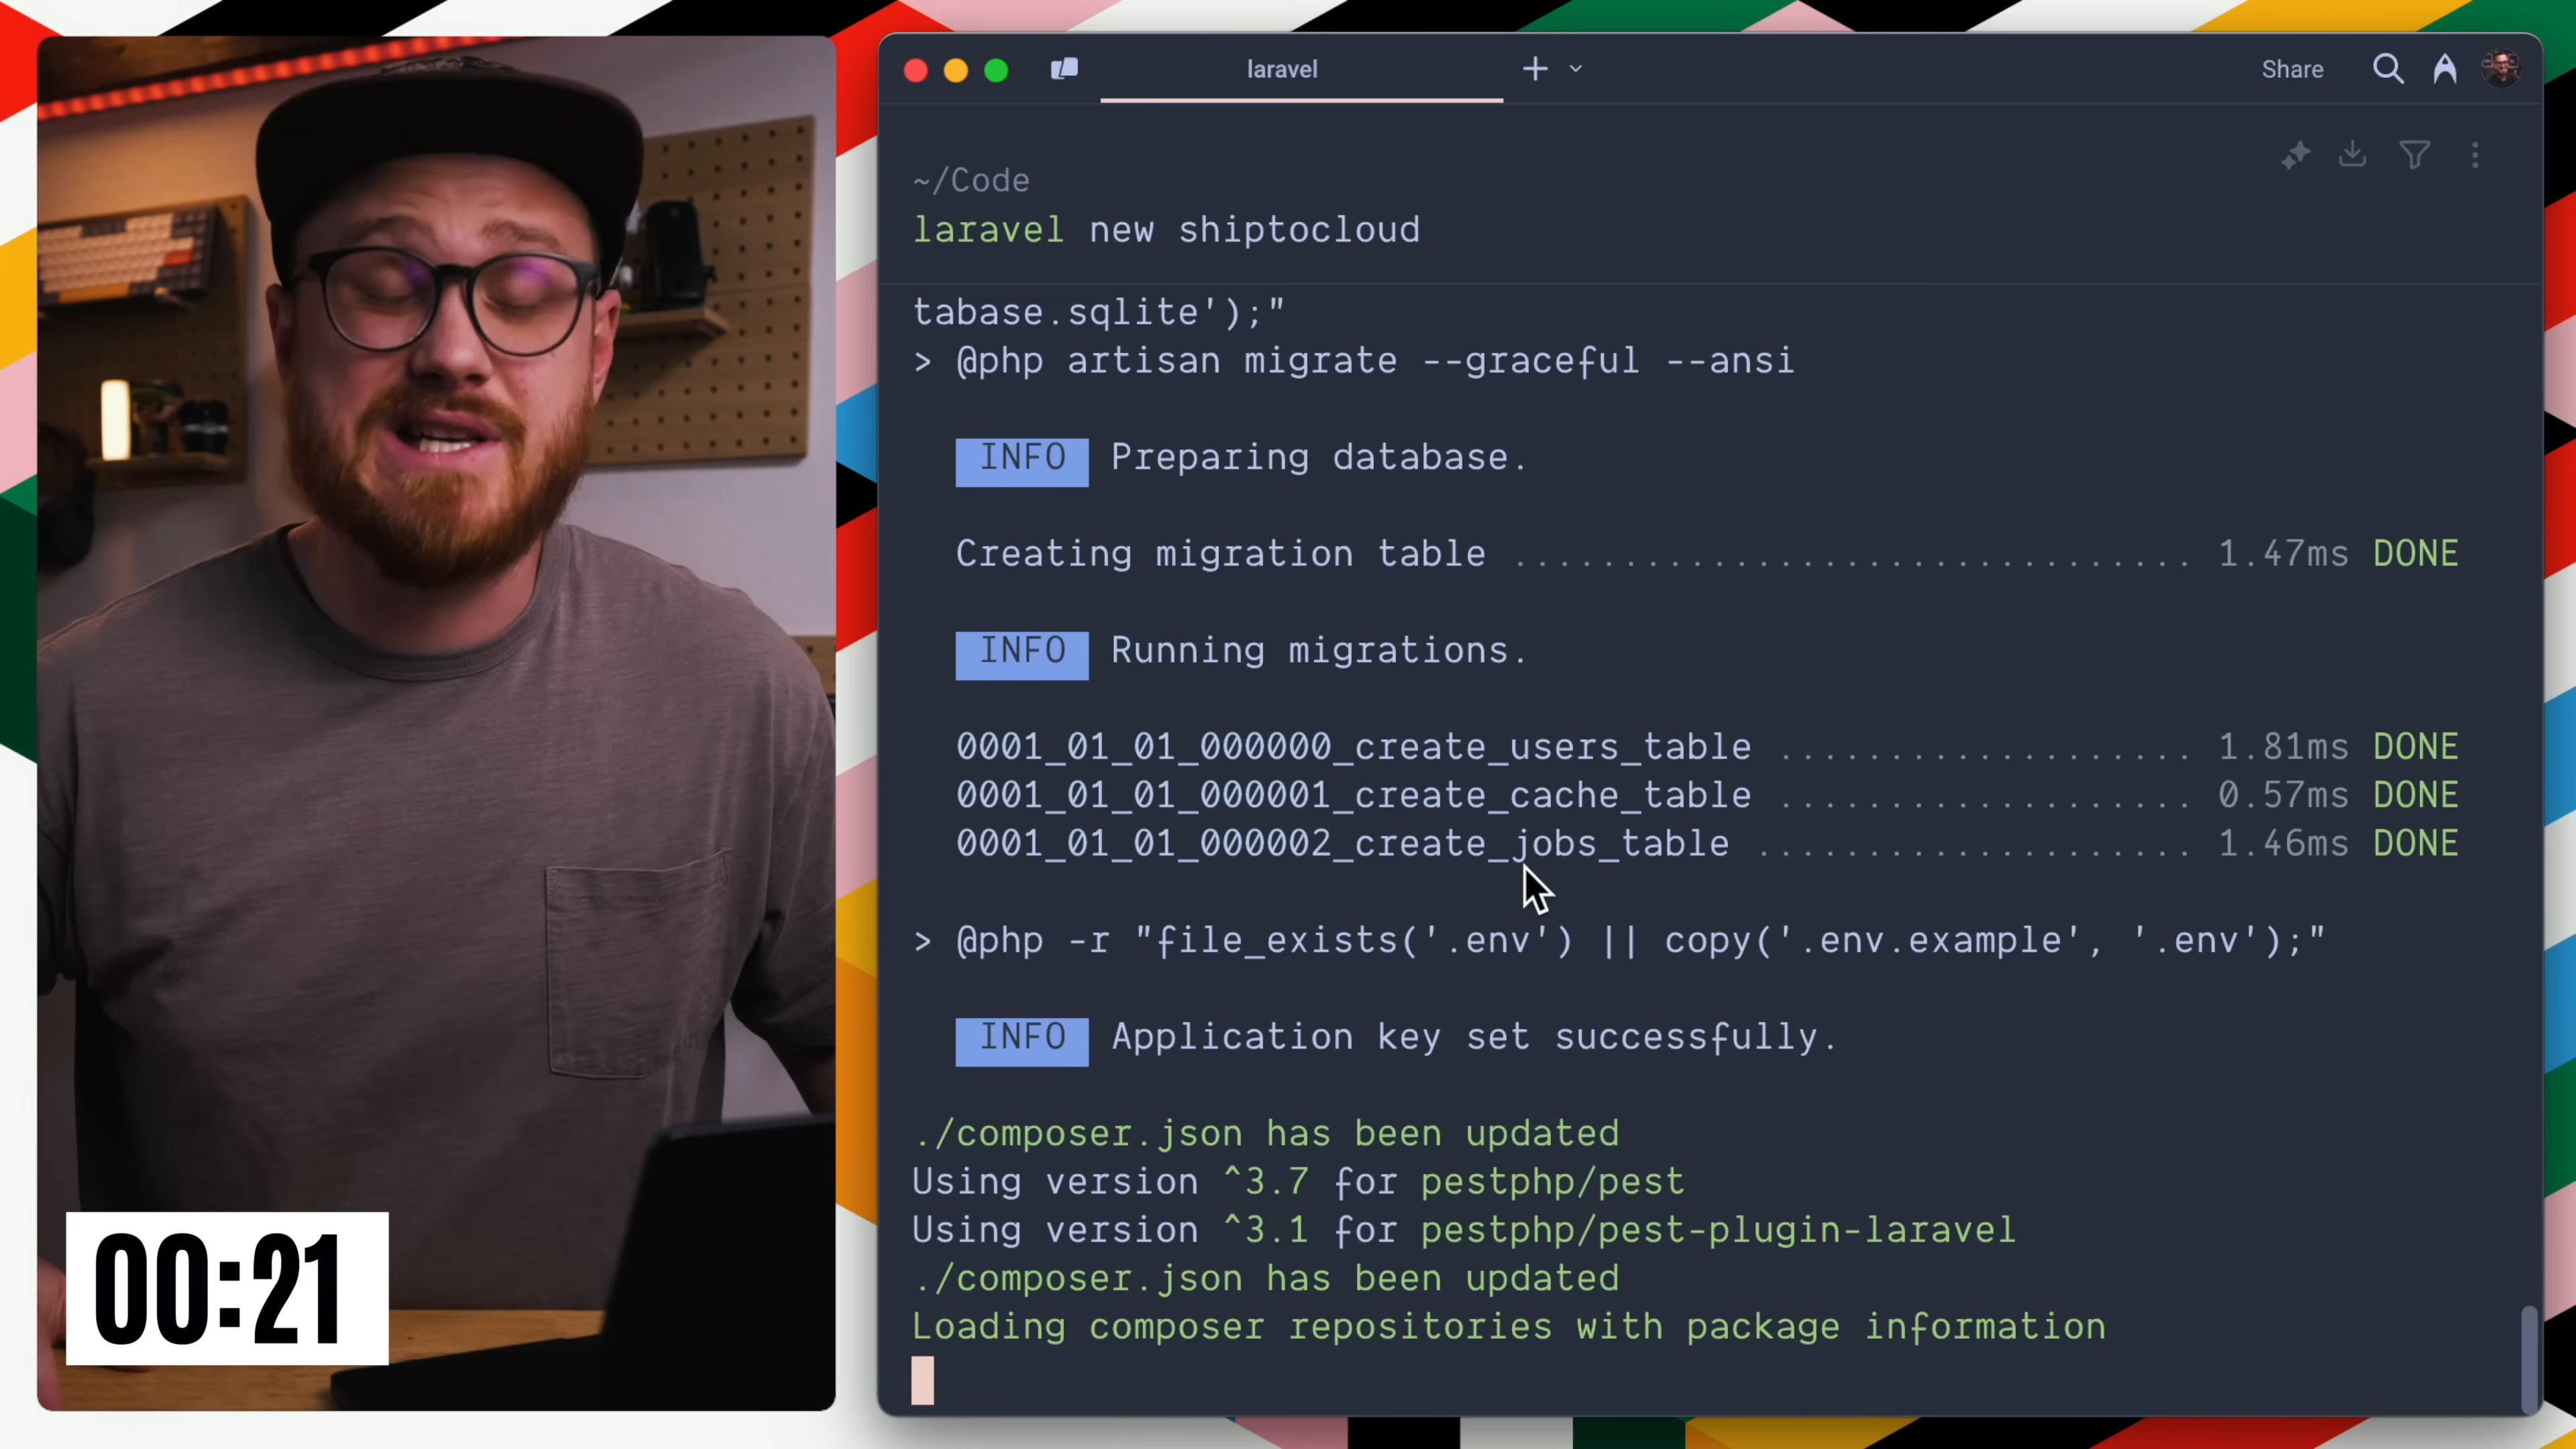 laravel
Share
~/Code
laravel new shiptocloud
tabase.sqlite');"
> @php artisan migrate --graceful --ansi
INFO Preparing database.
Creating migration table ............................... 1.47ms DONE
INFO Running migrations.
0001_01_01_000000_create_users_table ................... 1.81ms DONE
0001_01_01_000001_create_cache_table ................... 0.57ms DONE
0001_01_01_000002_create_jobs_table .................... 1.46ms DONE
> @php -r "file_exists('.env') || copy('.env.example', '.env');"
INFO Application key set successfully.
./composer.json has been updated
Using version ^3.7 for pestphp/pest
Using version ^3.1 for pestphp/pest-plugin-laravel
./composer.json has been updated
Loading composer repositories with package information
00:21